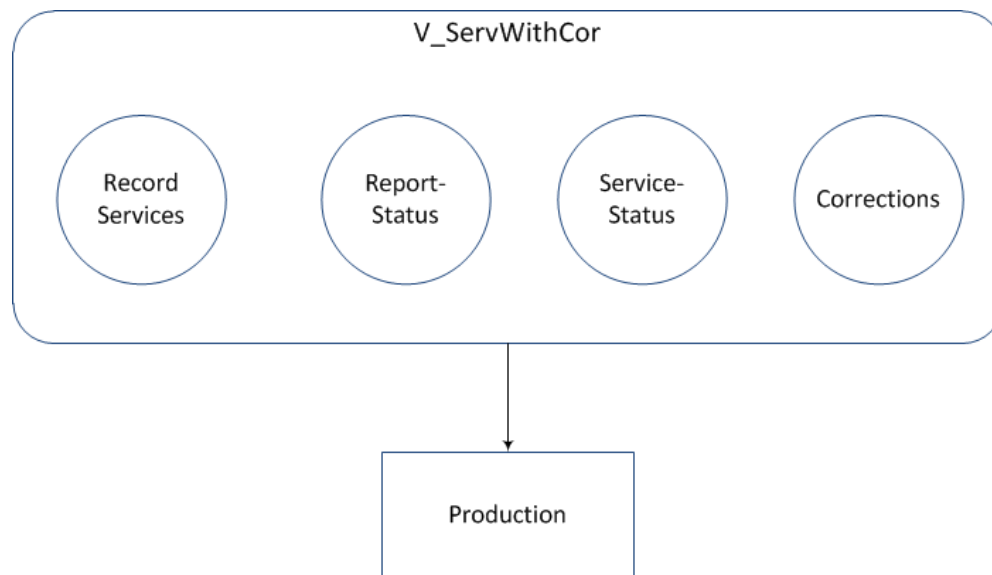 V_ServWithCor
Record
Services
Report-
Status
Service-
Status
Corrections
Production